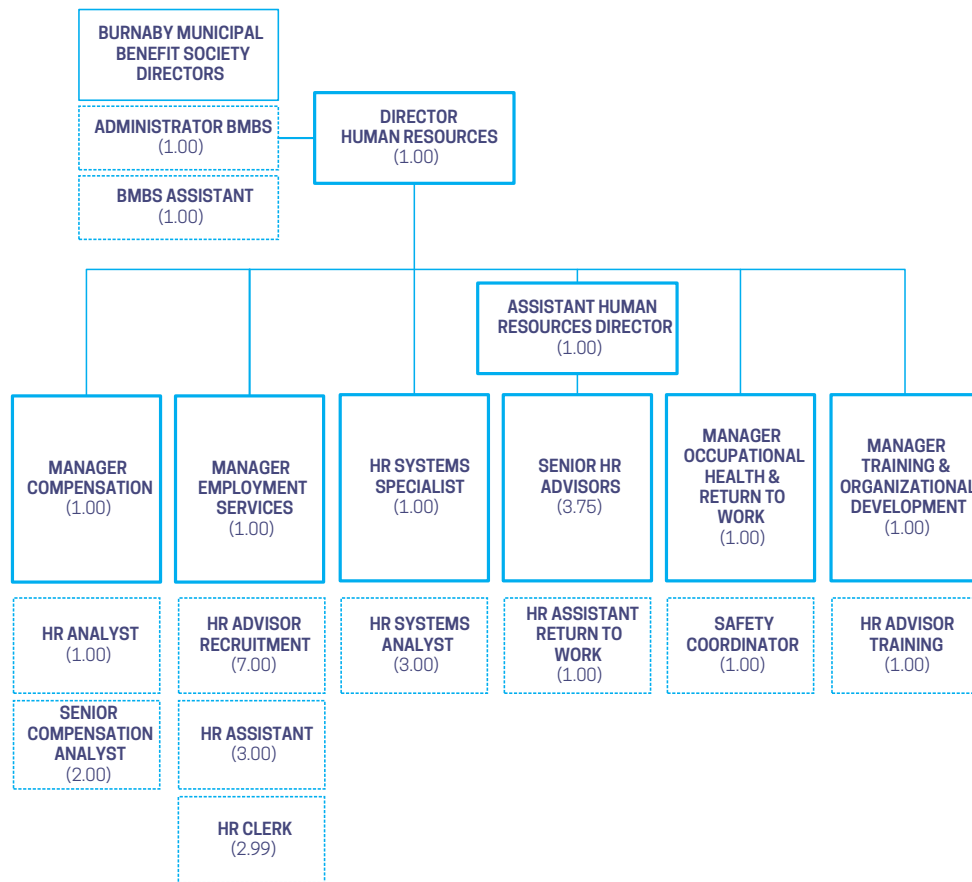 BURNABY MUNICIPAL
BENEFIT SOCIETY
DIRECTORS
ADMINISTRATOR BMBS
(1.00)
BMBS ASSISTANT
(1.00)
DIRECTOR
HUMAN RESOURCES
(1.00)
ASSISTANT HUMAN
RESOURCES DIRECTOR
(1.00)
MANAGER
COMPENSATION
(1.00)
MANAGER
EMPLOYMENT
SERVICES
(1.00)
HR SYSTEMS
SPECIALIST
(1.00)
SENIOR HR
ADVISORS
(3.75)
MANAGER
OCCUPATIONAL
HEALTH &
RETURN TO
WORK
(1.00)
MANAGER
TRAINING &
ORGANIZATIONAL
DEVELOPMENT
(1.00)
HR ANALYST
(1.00)
HR ADVISOR
RECRUITMENT
(7.00)
HR SYSTEMS
ANALYST
(3.00)
HR ASSISTANT
RETURN TO
WORK
(1.00)
SAFETY
COORDINATOR
(1.00)
HR ADVISOR
TRAINING
(1.00)
SENIOR
COMPENSATION
ANALYST
(2.00)
HR ASSISTANT
(3.00)
HR CLERK
(2.99)